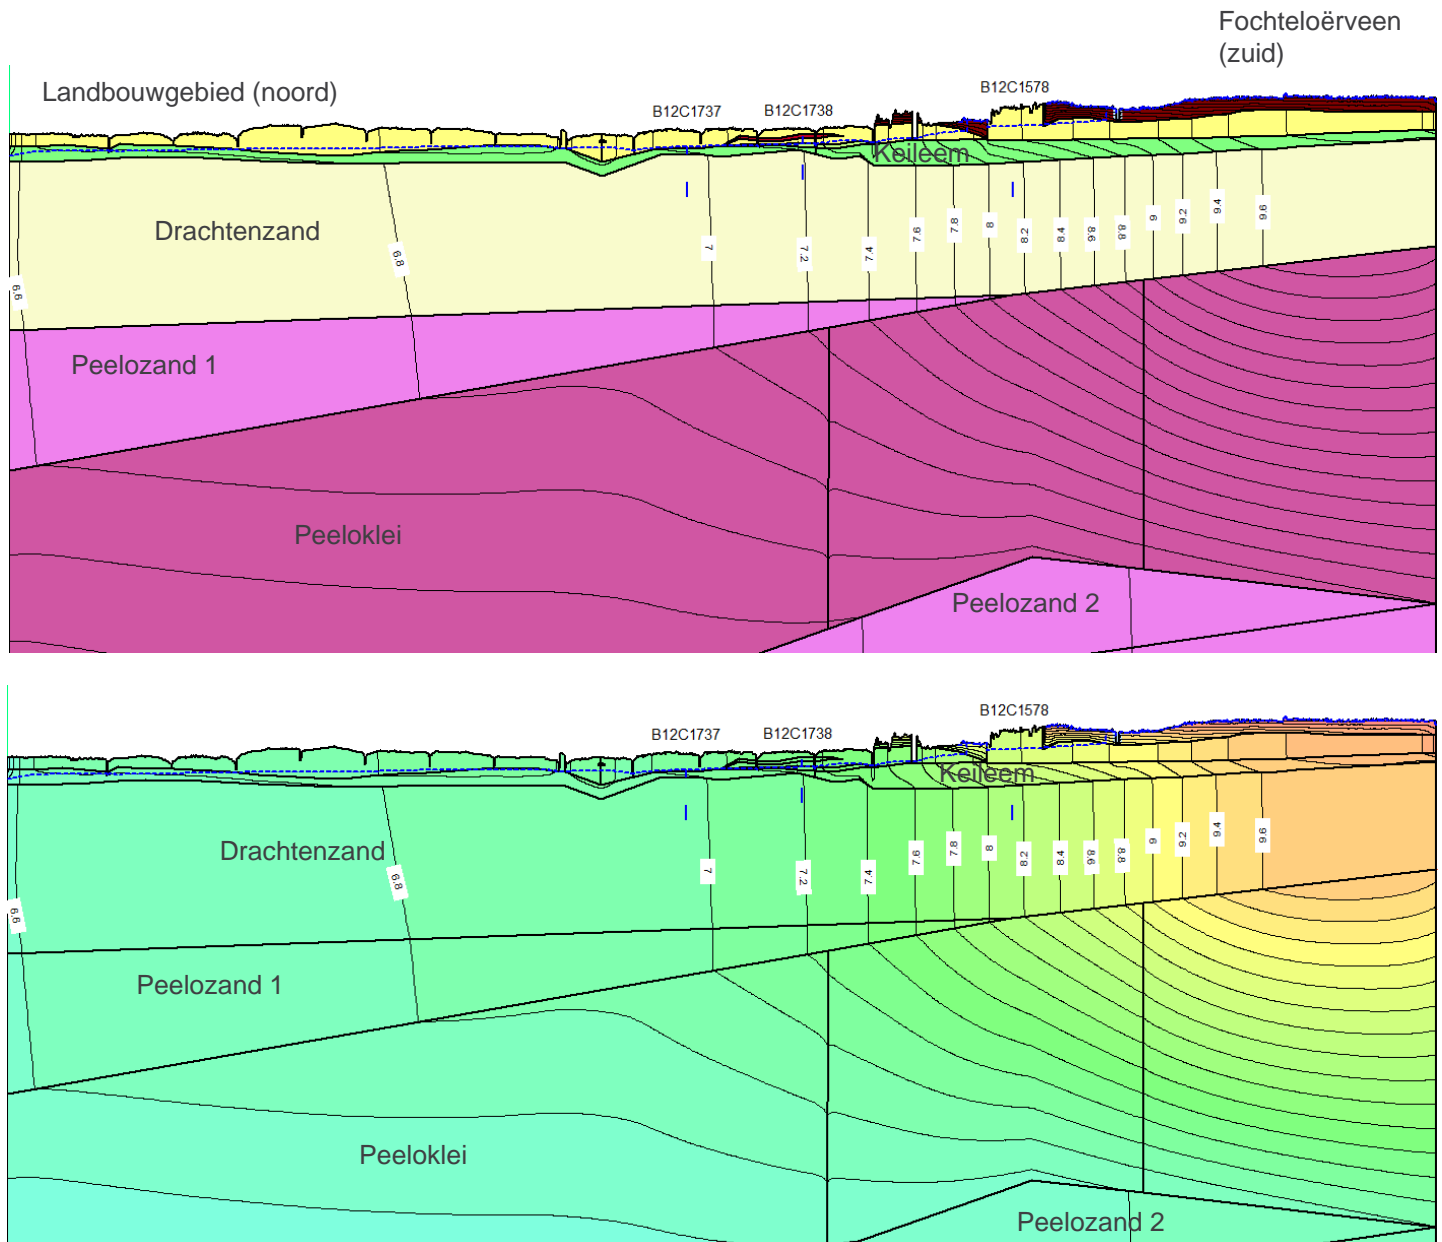 Fochteloërveen
(zuid)
Landbouwgebied (noord)
B12C1578
B12C1737
B12C1738
Keileem
Drachtenzand
6.6
6.8
7
7.2
7.4
7.6
7.8
8
8.2
8.4
8.6
8.8
9
9.2
9.4
9.6
Peelozand 1
Peeloklei
Peelozand 2
B12C1578
B12C1737
B12C1738
Keileem
Drachtenzand
6.6
6.8
7
7.2
7.4
7.6
7.8
8
8.2
8.4
8.6
8.8
9
9.2
9.4
9.6
Peelozand 1
Peeloklei
Peelozand 2